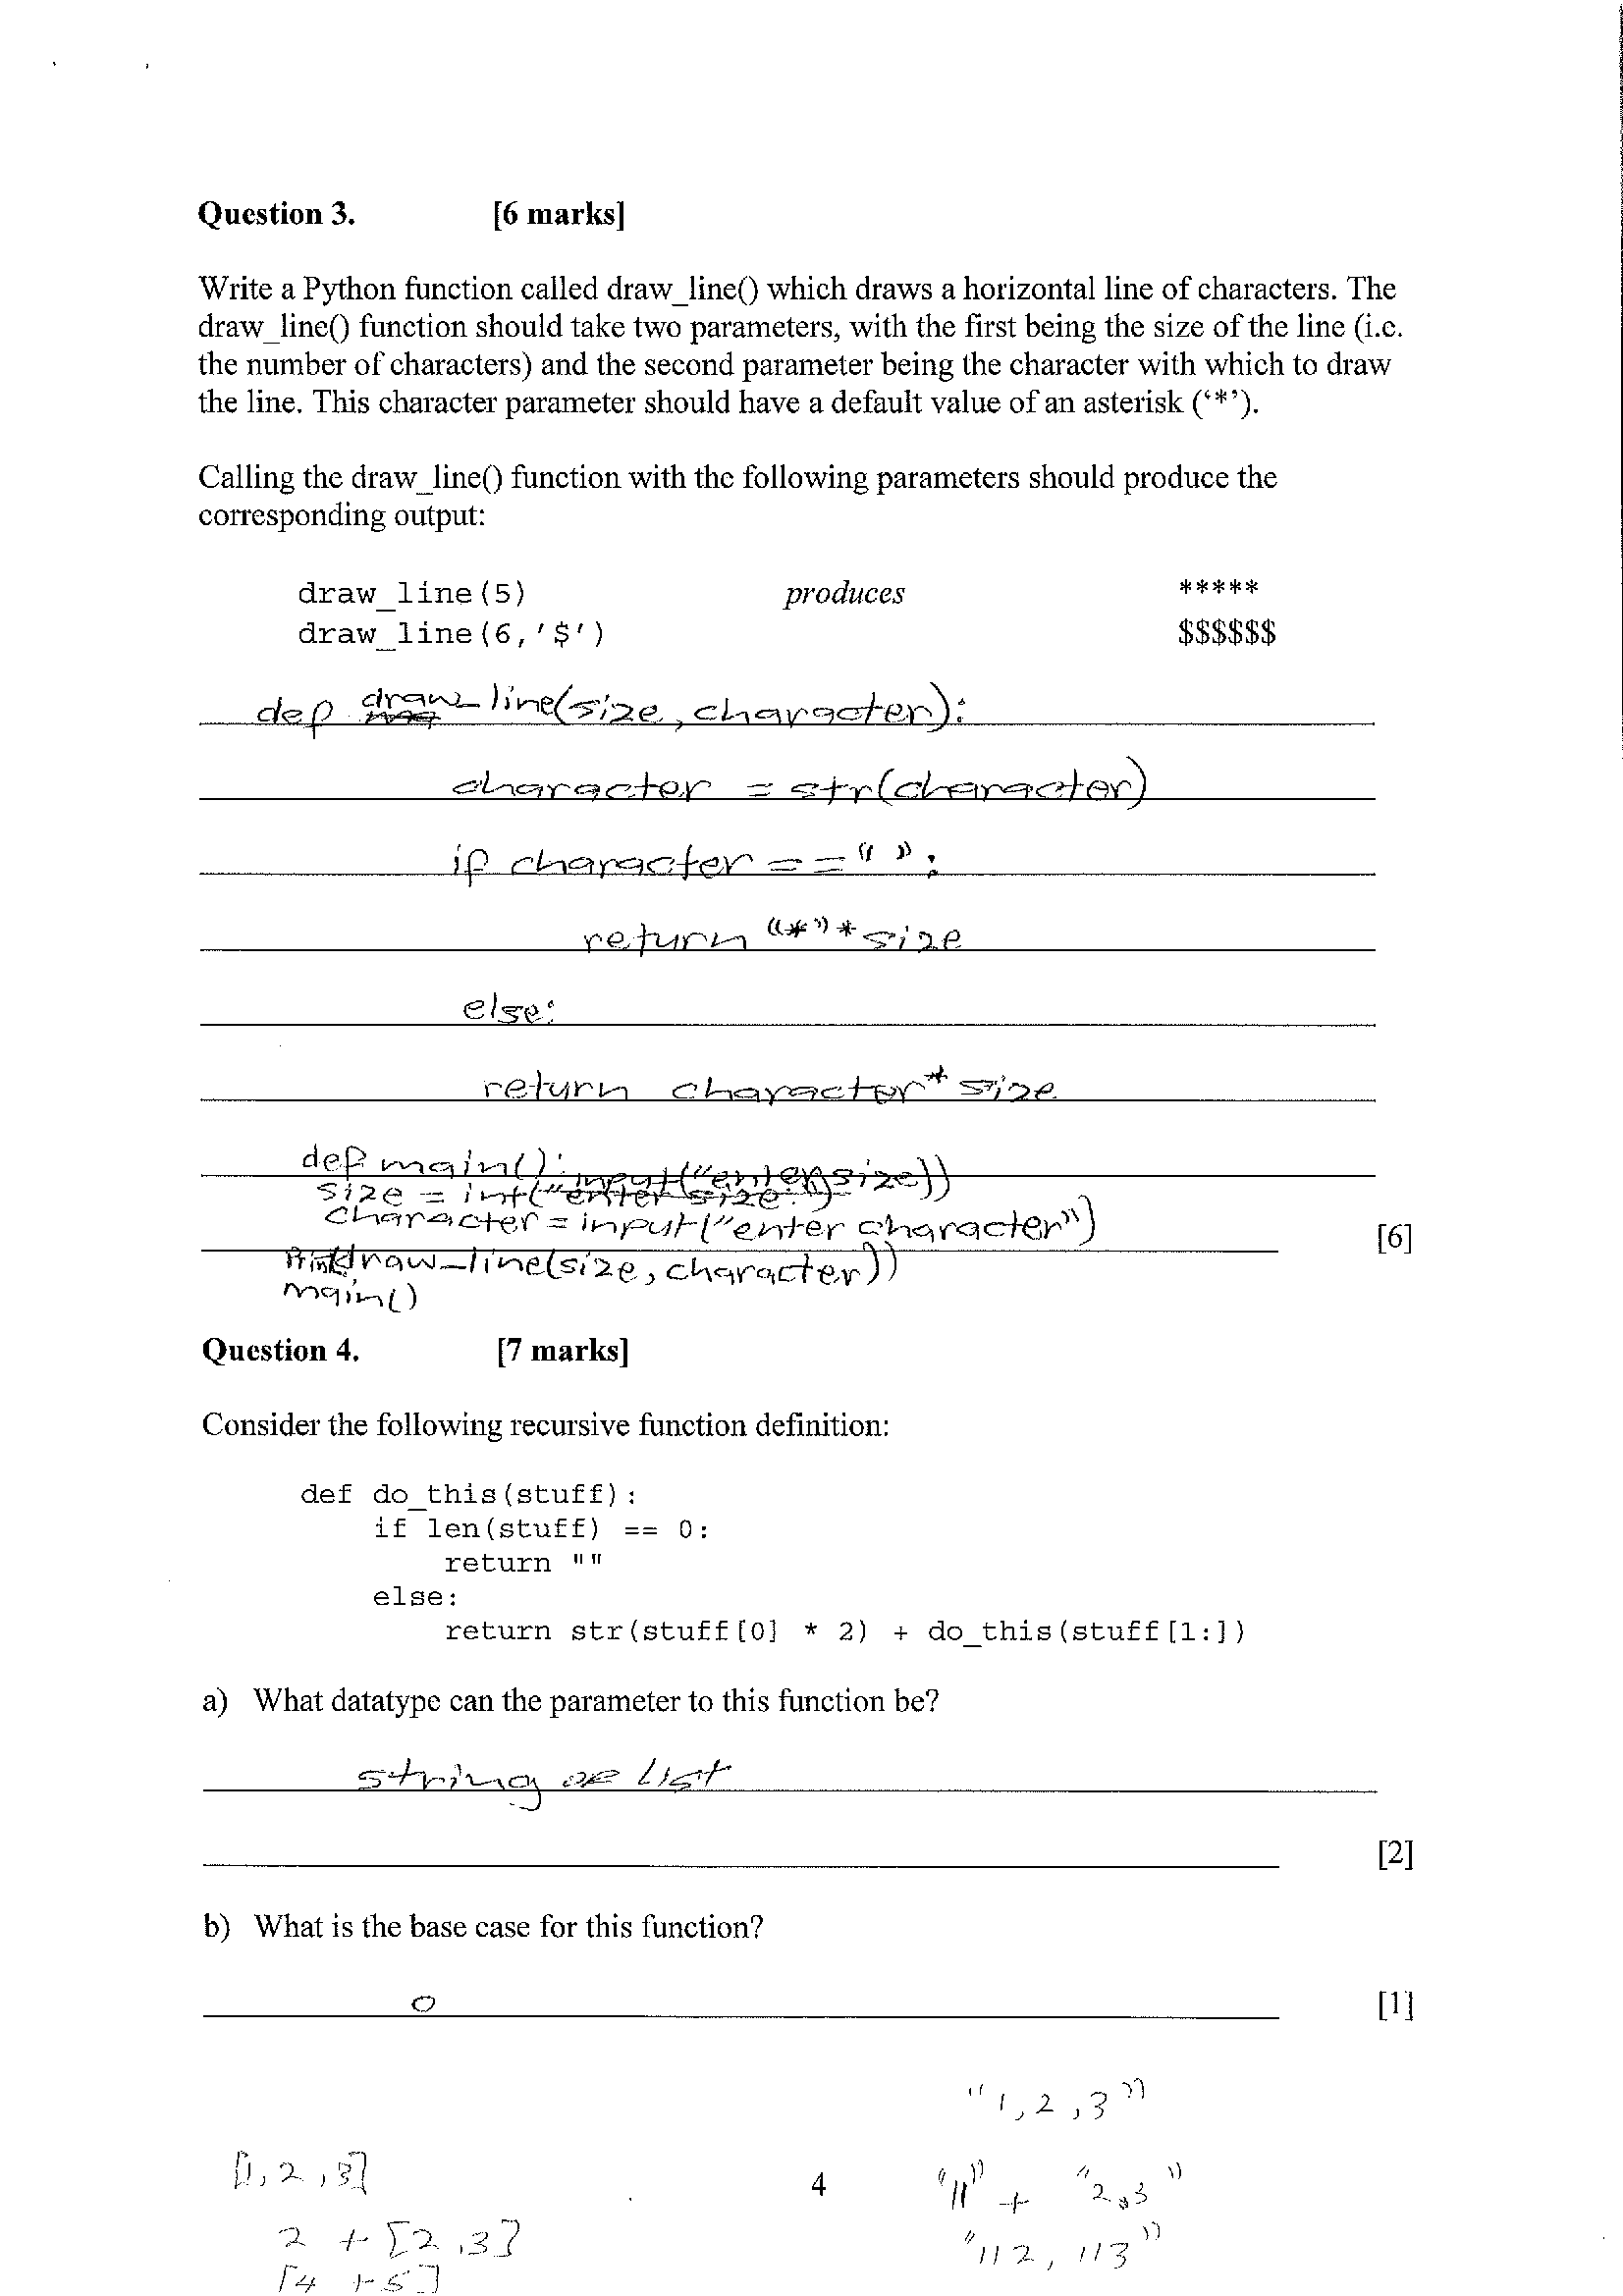 Question 3. [6 marks]
Write a Python function called draw_line() which draws a horizontal line of characters. The
draw_line() function should take two parameters, with the first being the size of the line (i.e.
the number of characters) and the second parameter being the character with which to draw
the line. This character parameter should have a default value of an asterisk (‘*’).
Calling the draw_line() function with the following parameters should produce the
corresponding output:
draw_line(5) produces *****
draw_line(6,'$') $$$$$$
def draw_line(size, character):
character = str(character)
if character == " ":
return "*" * size
else:
return character * size
def main():
size = int(input("enter size))
character = input("enter character")
draw_line(size, character))
main()
[6]
Question 4. [7 marks]
Consider the following recursive function definition:
def do_this(stuff):
if len(stuff) == 0:
return ""
else:
return str(stuff[0] * 2) + do_this(stuff[1:])
a) What datatype can the parameter to this function be?
string or list
[2]
b) What is the base case for this function?
0 [1]
"1, 2, 3"
[1, 2, 3]
4
"11" + "2,3"
2 + [2,3]
"112, 113"
[4 + 5]